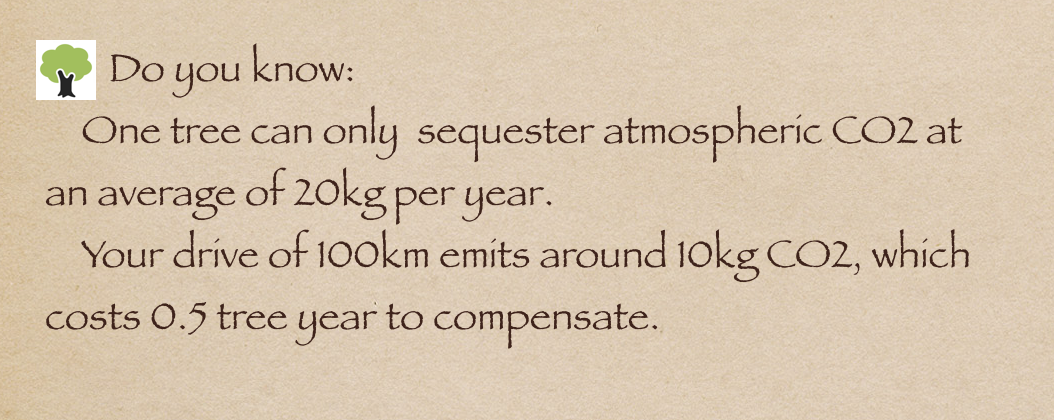 Do you know:
One tree can only sequester atmospheric CO2 at
an average of 20kg per year.
Your drive of 100km emits around 10kg CO2, which
costs 0.5 tree year to compensate.